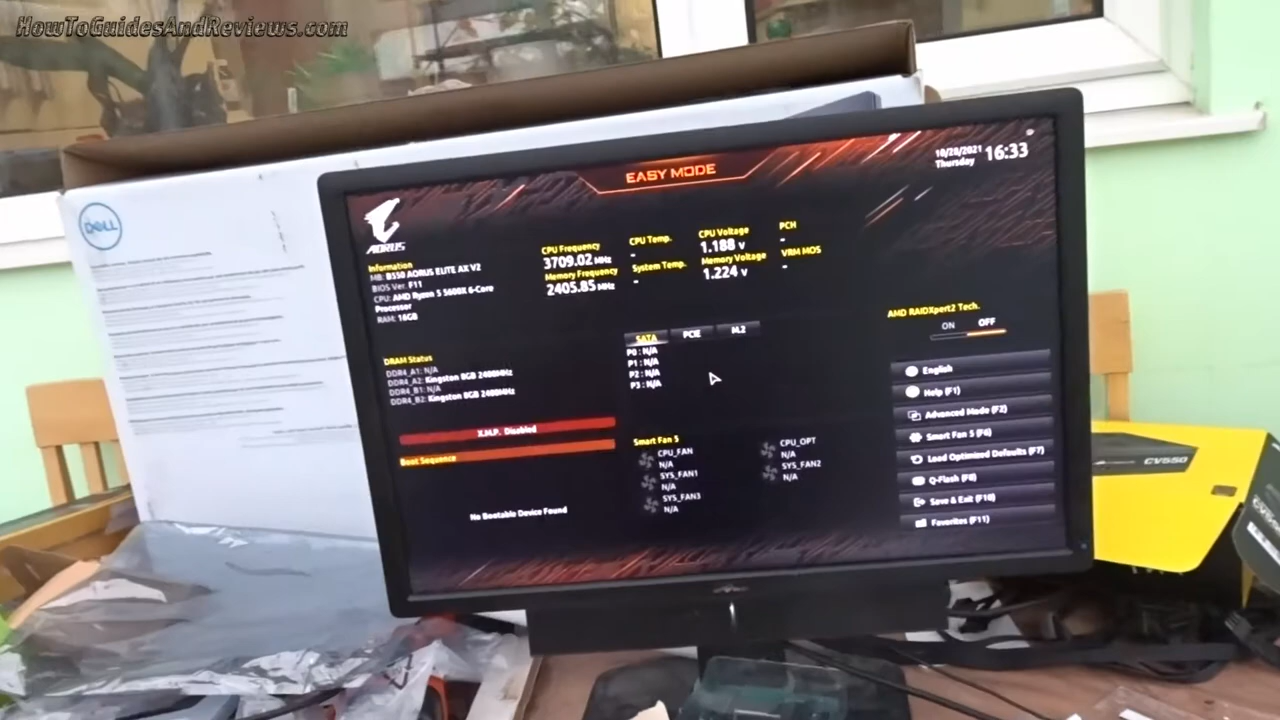 HowToGuidesAndReviews.com
DELL
EASY MODE
10/28/2021
Thursday
16:33
AORUS
Information
MB: B550 AORUS ELITE AX V2
BIOS Ver. F11
CPU: AMD Ryzen 5 5600X 6-Core
Processor
RAM: 16GB
CPU Frequency
3709.02 MHz
Memory Frequency
2405.85 MHz
CPU Temp.
-
System Temp.
-
CPU Voltage
1.188 V
Memory Voltage
1.224 V
PCH
-
VRM MOS
-
AMD RAIDXpert2 Tech.
ON OFF
DRAM Status
DDR4_A1: N/A
DDR4_A2: Kingston 8GB 2400MHz
DDR4_B1: N/A
DDR4_B2: Kingston 8GB 2400MHz
SATA PCIE M.2
P0 : N/A
P1 : N/A
P2 : N/A
P3 : N/A
X.M.P. Disabled
Boot Sequence
No Bootable Device Found
Smart Fan 5
CPU_FAN
N/A
SYS_FAN1
N/A
SYS_FAN3
N/A
CPU_OPT
N/A
SYS_FAN2
N/A
English
Help (F1)
Advanced Mode (F2)
Smart Fan 5 (F6)
Load Optimized Defaults (F7)
Q-Flash (F8)
Save & Exit (F10)
Favorites (F11)
CV550